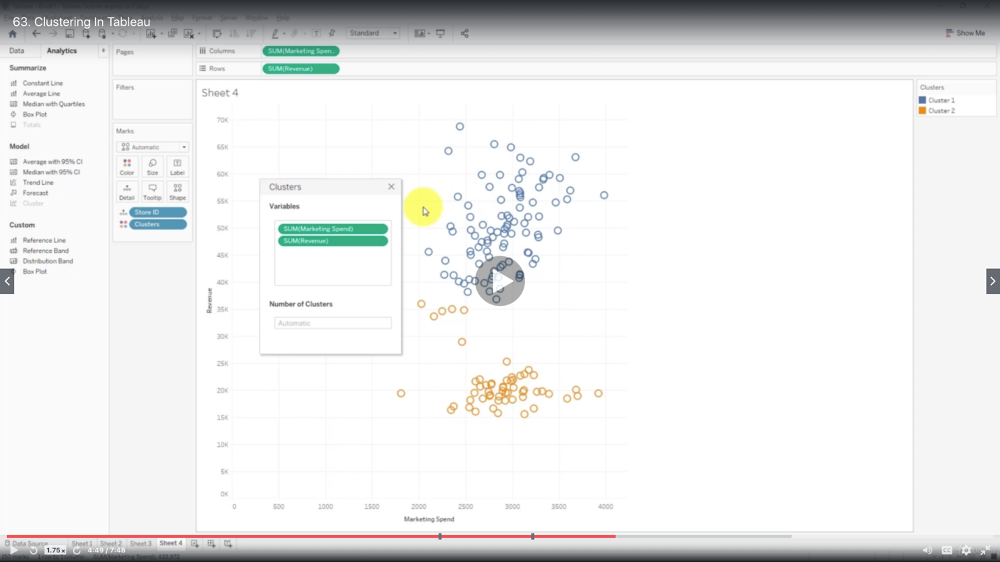 63. Clustering In Tableau
Map Format Server Window Help
Standard
Show Me
Data
Analytics
Pages
Columns
SUM(Marketing Spen..
Rows
SUM(Revenue)
Summarize
Constant Line
Average Line
Median with Quartiles
Box Plot
Totals
Model
Average with 95% CI
Median with 95% CI
Trend Line
Forecast
Cluster
Custom
Reference Line
Reference Band
Distribution Band
Box Plot
Filters
Marks
Automatic
Color
Size
Label
Detail
Tooltip
Shape
Store ID
Clusters
Sheet 4
70K
65K
60K
55K
50K
45K
40K
35K
30K
25K
20K
15K
10K
5K
0K
Revenue
0
500
1000
1500
2000
2500
3000
3500
4000
Marketing Spend
Clusters
Variables
SUM(Marketing Spend)
SUM(Revenue)
Number of Clusters
Automatic
Clusters
Cluster 1
Cluster 2
Data Source
Sheet 1
Sheet 2
Sheet 3
Sheet 4
1.75x
4:49 / 7:48
CC